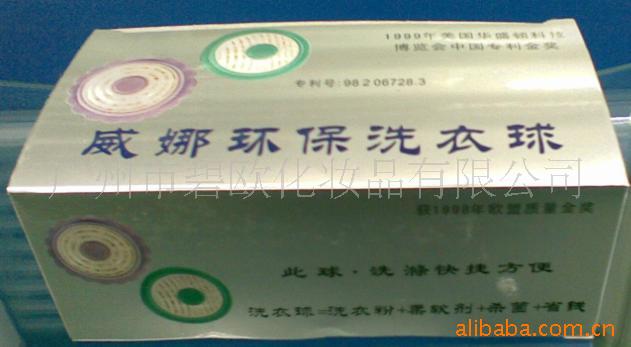 1999年美国华盛顿科技
博览会中国专利金奖
专利号:98 2 06728.3
威娜环保洗衣球
广州市碧欧化妆品有限公司
获1998年欧盟质量金奖
此球·洗涤快捷方便
洗衣球=洗衣粉+柔软剂+杀菌+省钱
alibaba.com.cn